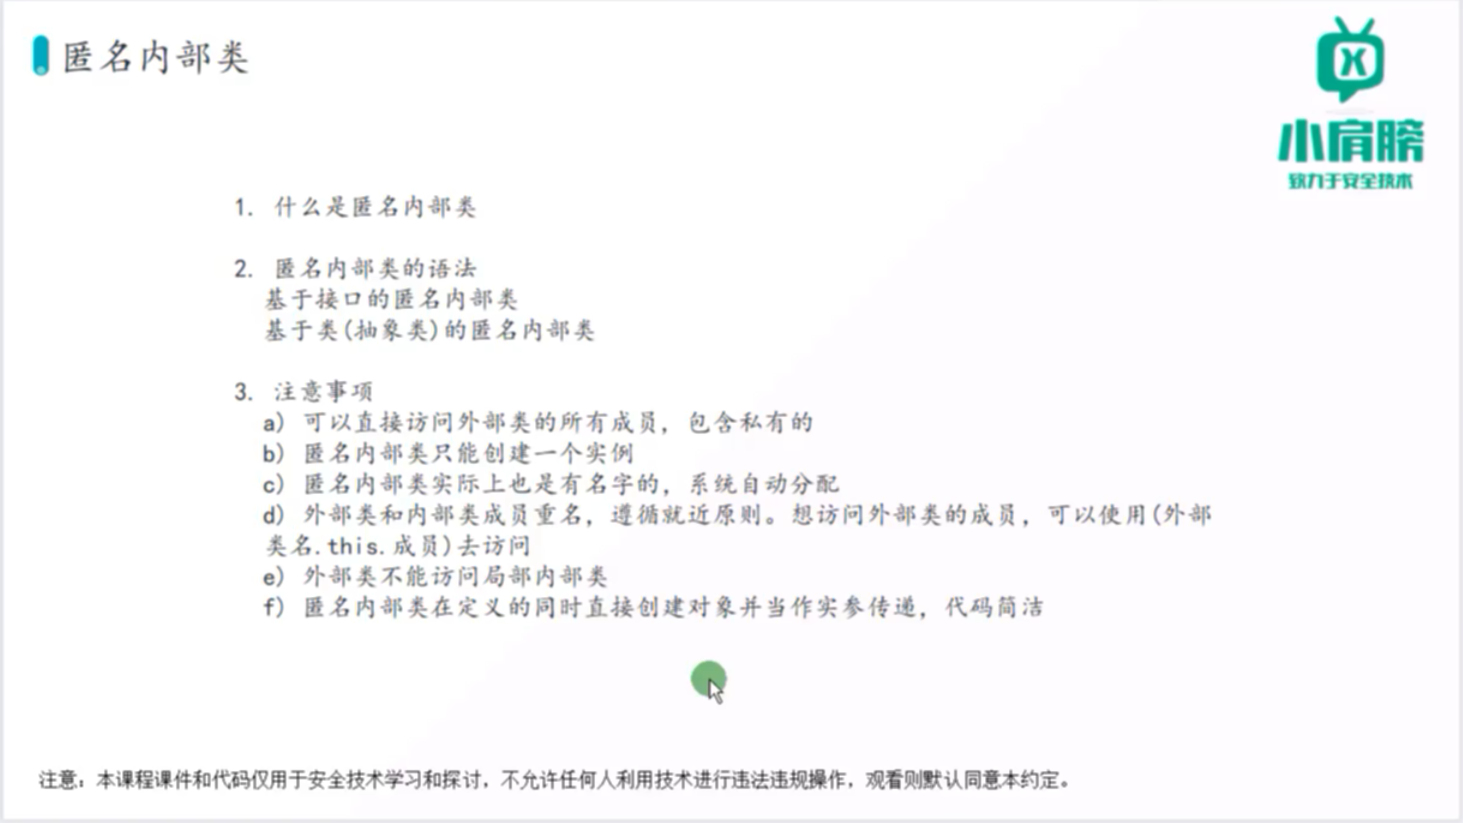 匿名内部类
小肩膀
致力于安全技术
1. 什么是匿名内部类
2. 匿名内部类的语法
基于接口的匿名内部类
基于类(抽象类)的匿名内部类
3. 注意事项
a) 可以直接访问外部类的所有成员，包含私有的
b) 匿名内部类只能创建一个实例
c) 匿名内部类实际上也是有名字的，系统自动分配
d) 外部类和内部类成员重名，遵循就近原则。想访问外部类的成员，可以使用(外部
类名.this.成员)去访问
e) 外部类不能访问局部内部类
f) 匿名内部类在定义的同时直接创建对象并当作实参传递，代码简洁
注意：本课程课件和代码仅用于安全技术学习和探讨，不允许任何人利用技术进行违法违规操作，观看则默认同意本约定。